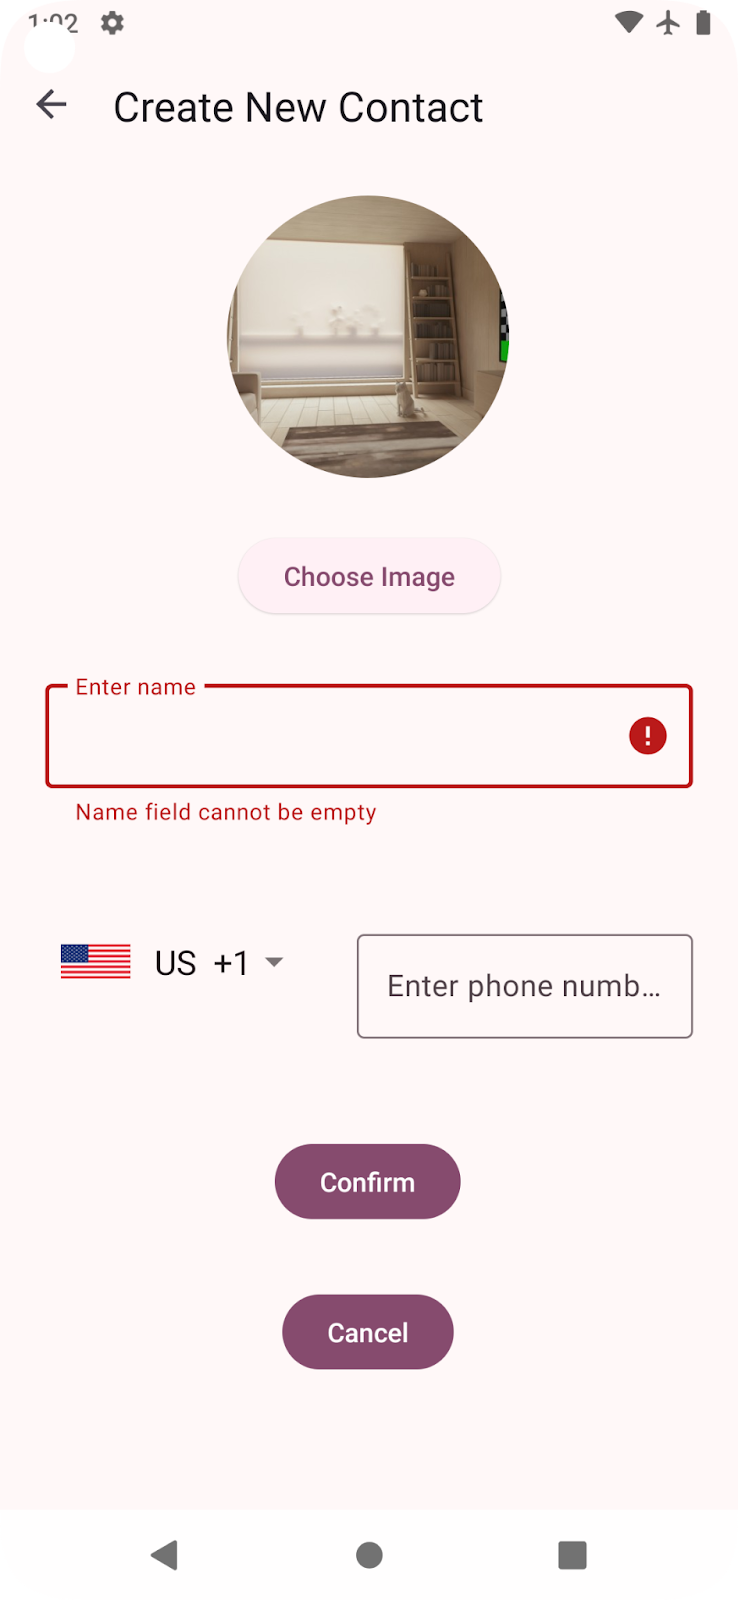 1:02
Create New Contact
Choose Image
Enter name
!
Name field cannot be empty
US +1
Enter phone numb...
Confirm
Cancel